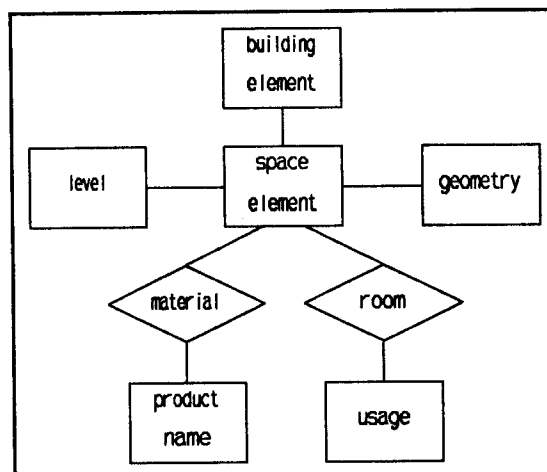 building
element
level
space
element
geometry
material
room
product
name
usage